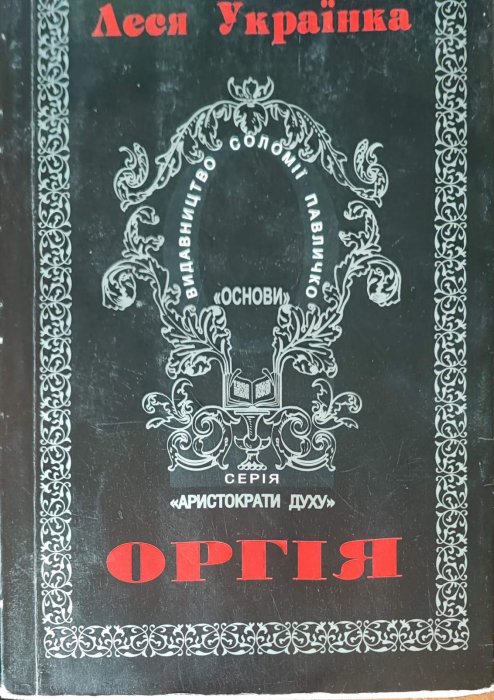 Леся Українка
ВИДАВНИЦТВО СОЛОМІЇ ПАВЛИЧКО
«ОСНОВИ»
СЕРІЯ
«АРИСТОКРАТИ ДУХУ»
ОРГІЯ